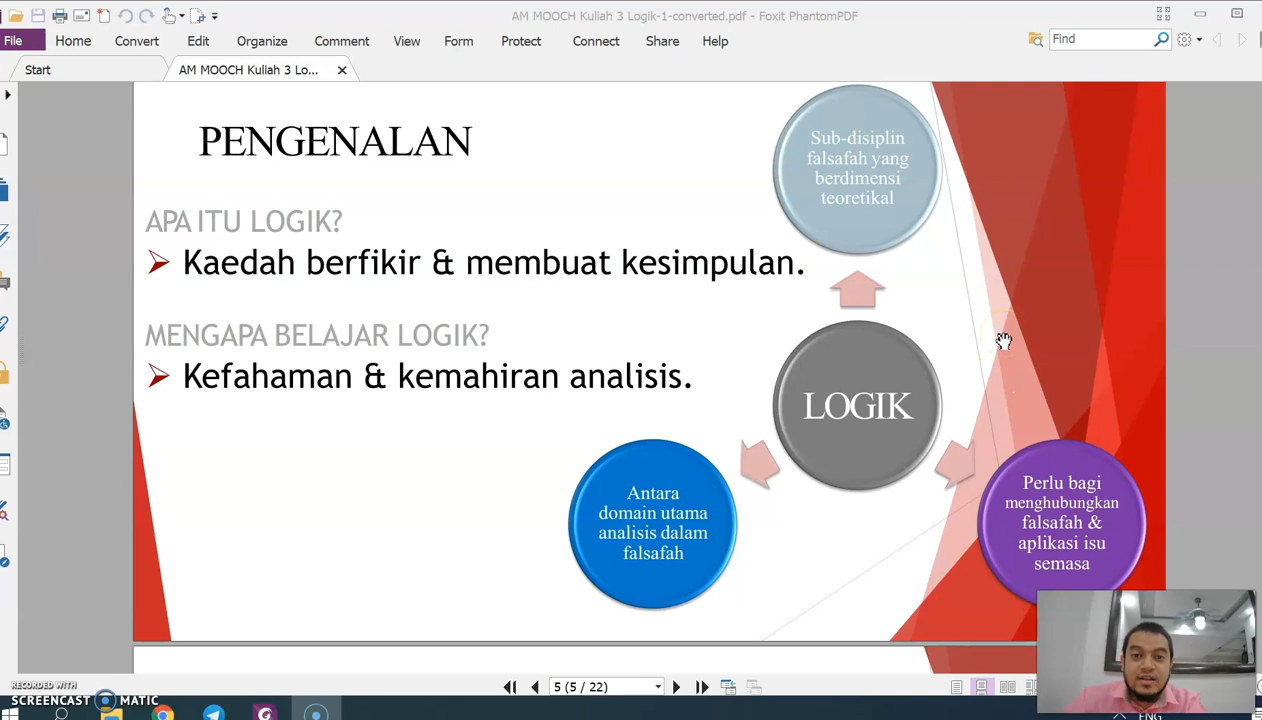 AM MOOCH Kuliah 3 Logik-1-converted.pdf - Foxit PhantomPDF
File Home Convert Edit Organize Comment View Form Protect Connect Share Help Find
Start AM MOOCH Kuliah 3 Lo...
PENGENALAN
APA ITU LOGIK?
Kaedah berfikir & membuat kesimpulan.
MENGAPA BELAJAR LOGIK?
Kefahaman & kemahiran analisis.
Sub-disiplin
falsafah yang
berdimensi
teoretikal
LOGIK
Antara
domain utama
analisis dalam
falsafah
Perlu bagi
menghubungkan
falsafah &
aplikasi isu
semasa
5 (5 / 22)
RECORDED WITH
SCREENCAST MATIC
ENG